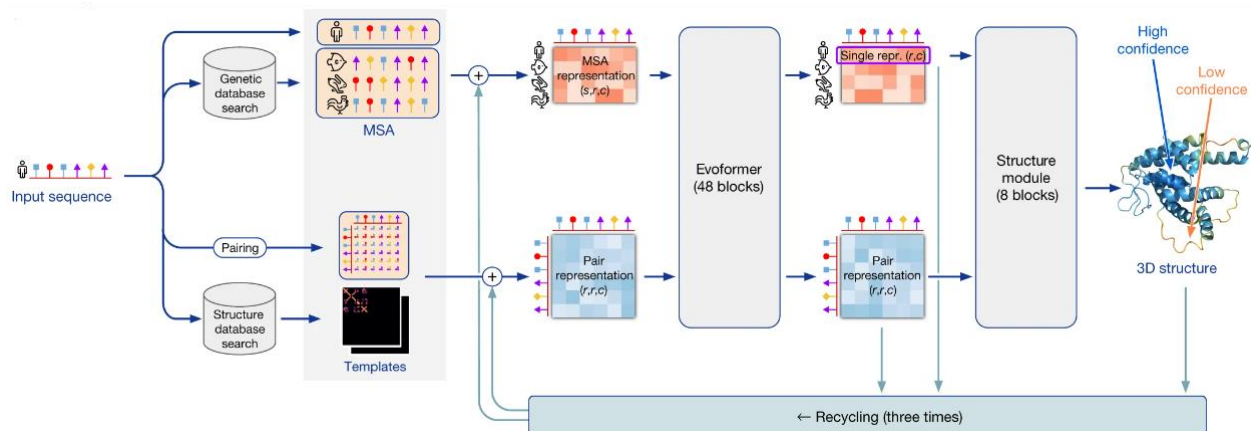 Input sequence
Genetic
database
search
Pairing
Structure
database
search
MSA
Templates
+
+
MSA
representation
(s,r,c)
Pair
representation
(r,r,c)
Evoformer
(48 blocks)
Single repr. (r,c)
Pair
representation
(r,r,c)
Structure
module
(8 blocks)
High
confidence
Low
confidence
3D structure
← Recycling (three times)